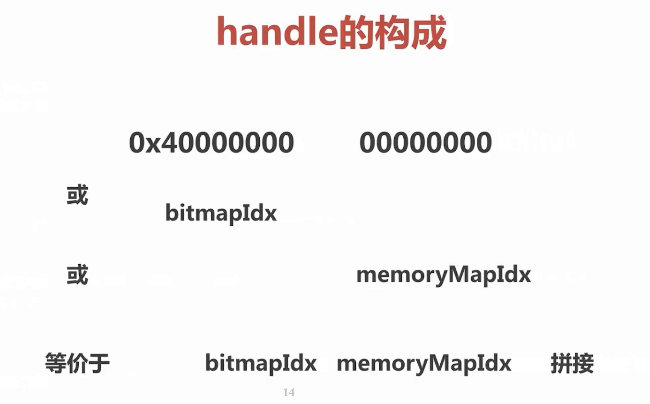 handle的构成
0x40000000 00000000
或
bitmapIdx
或 memoryMapIdx
等价于 bitmapIdx memoryMapIdx 拼接
14